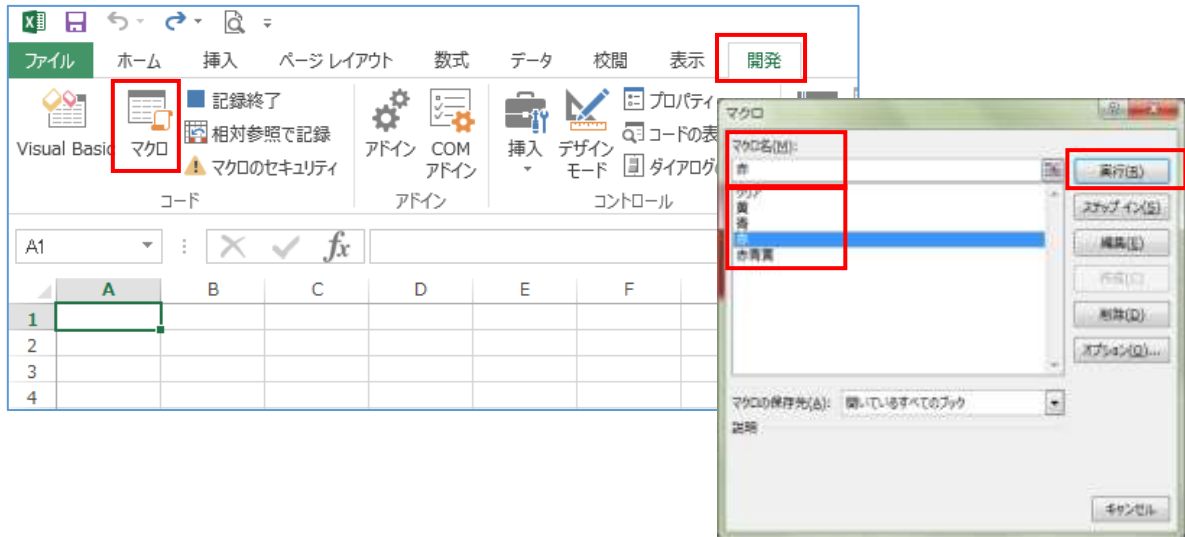 ファイル ホーム 挿入 ページ レイアウト 数式 データ 校閲 表示 開発
Visual Basic
マクロ
記録終了
相対参照で記録
マクロのセキュリティ
コード
アドイン
COM
アドイン
アドイン
挿入
デザイン
モード
プロパティ
コードの表
ダイアログ
コントロール
A1
fx
A B C D E F
1
2
3
4
マクロ
マクロ名(M):
赤
クリア
黄
青
赤
赤青黄
実行(R)
ステップ イン(S)
編集(E)
作成(C)
削除(D)
オプション(O)...
マクロの保存先(A): 開いているすべてのブック
説明
キャンセル